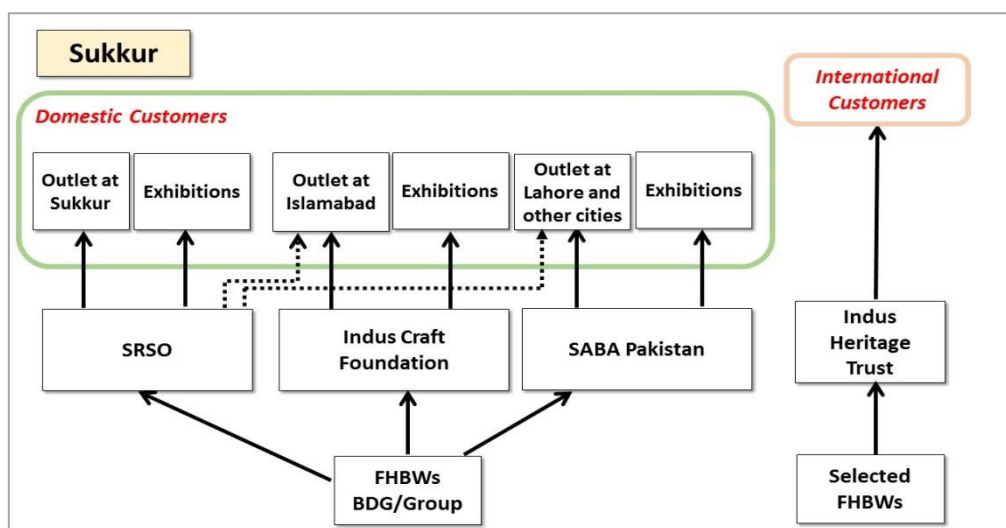 Sukkur
International
Customers
Domestic Customers
Outlet at
Sukkur
Exhibitions
Outlet at
Islamabad
Exhibitions
Outlet at
Lahore and
other cities
Exhibitions
SRSO
Indus Craft
Foundation
SABA Pakistan
Indus
Heritage
Trust
FHBWs
BDG/Group
Selected
FHBWs